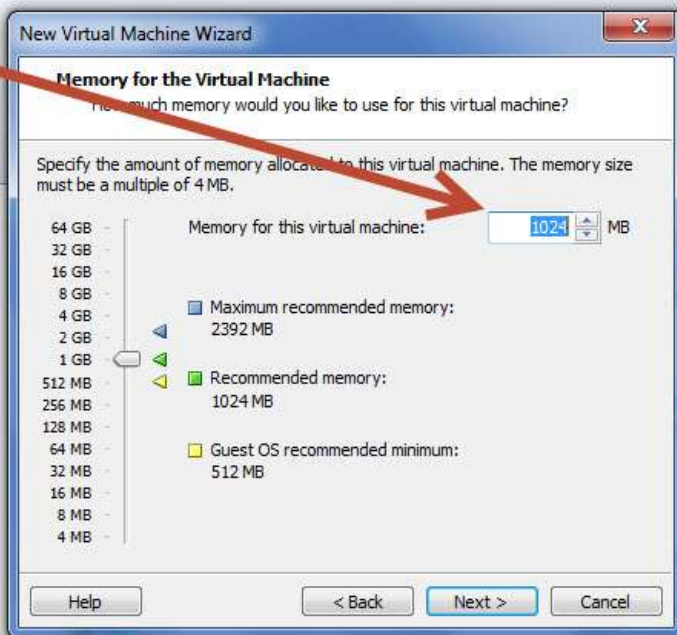 New Virtual Machine Wizard
x
Memory for the Virtual Machine
much memory would you like to use for this virtual machine?
Specify the amount of memory allocated to this virtual machine. The memory size
must be a multiple of 4 MB.
Memory for this virtual machine: 1024 MB
64 GB
32 GB
16 GB
8 GB
4 GB
2 GB
1 GB
512 MB
256 MB
128 MB
64 MB
32 MB
16 MB
8 MB
4 MB
Maximum recommended memory:
2392 MB
Recommended memory:
1024 MB
Guest OS recommended minimum:
512 MB
Help
< Back
Next >
Cancel